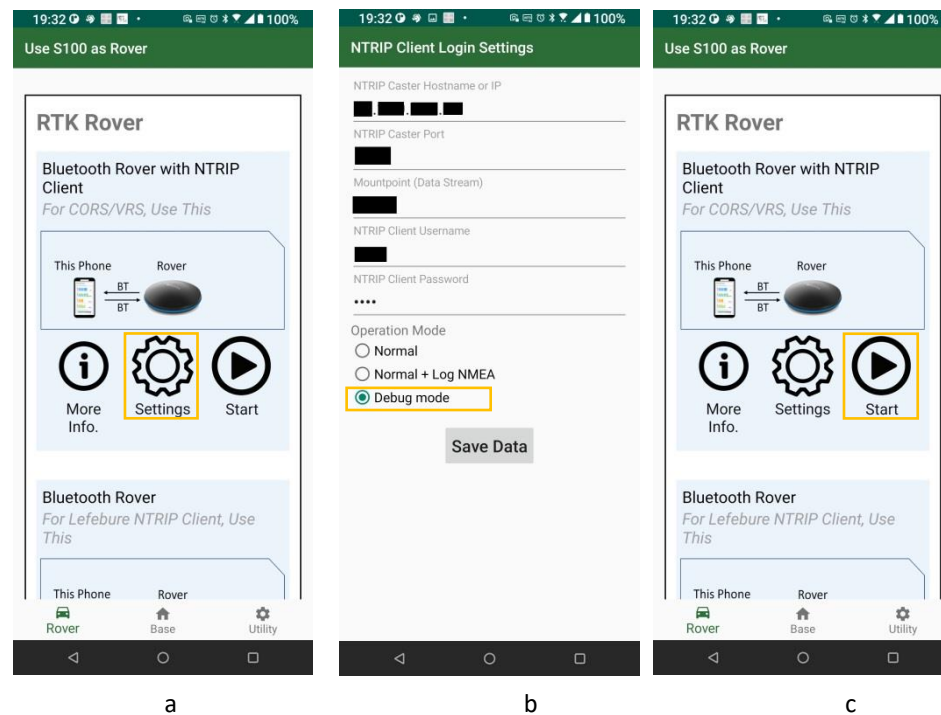 19:32 100%
Use S100 as Rover
RTK Rover
Bluetooth Rover with NTRIP
Client
For CORS/VRS, Use This
This Phone Rover
BT
BT
More
Info.
Settings
Start
Bluetooth Rover
For Lefebure NTRIP Client, Use
This
This Phone Rover
Rover Base Utility
a
19:32 100%
NTRIP Client Login Settings
NTRIP Caster Hostname or IP
NTRIP Caster Port
Mountpoint (Data Stream)
NTRIP Client Username
NTRIP Client Password
••••
Operation Mode
Normal
Normal + Log NMEA
Debug mode
Save Data
b
19:32 100%
Use S100 as Rover
RTK Rover
Bluetooth Rover with NTRIP
Client
For CORS/VRS, Use This
This Phone Rover
BT
BT
More
Info.
Settings
Start
Bluetooth Rover
For Lefebure NTRIP Client, Use
This
This Phone Rover
Rover Base Utility
c